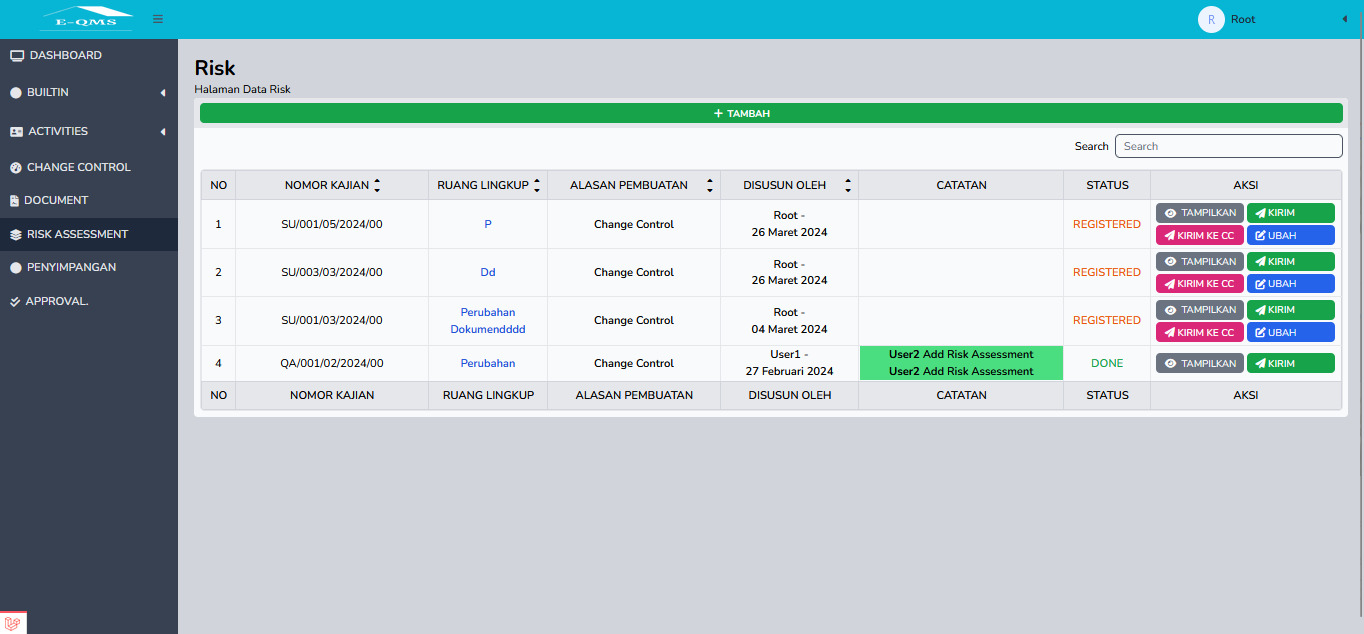 E-QMS
R Root
DASHBOARD
BUILTIN
ACTIVITIES
CHANGE CONTROL
DOCUMENT
RISK ASSESSMENT
PENYIMPANGAN
APPROVAL.
Risk
Halaman Data Risk
+ TAMBAH
Search Search
NO NOMOR KAJIAN RUANG LINGKUP ALASAN PEMBUATAN DISUSUN OLEH CATATAN STATUS AKSI
1 SU/001/05/2024/00 P Change Control Root - REGISTERED TAMPILKAN KIRIM
26 Maret 2024 KIRIM KE CC UBAH
2 SU/003/03/2024/00 Dd Change Control Root - REGISTERED TAMPILKAN KIRIM
26 Maret 2024 KIRIM KE CC UBAH
3 SU/001/03/2024/00 Perubahan Change Control Root - REGISTERED TAMPILKAN KIRIM
Dokumendddd 04 Maret 2024 KIRIM KE CC UBAH
4 QA/001/02/2024/00 Perubahan Change Control User1 - User2 Add Risk Assessment DONE TAMPILKAN KIRIM
27 Februari 2024 User2 Add Risk Assessment
NO NOMOR KAJIAN RUANG LINGKUP ALASAN PEMBUATAN DISUSUN OLEH CATATAN STATUS AKSI